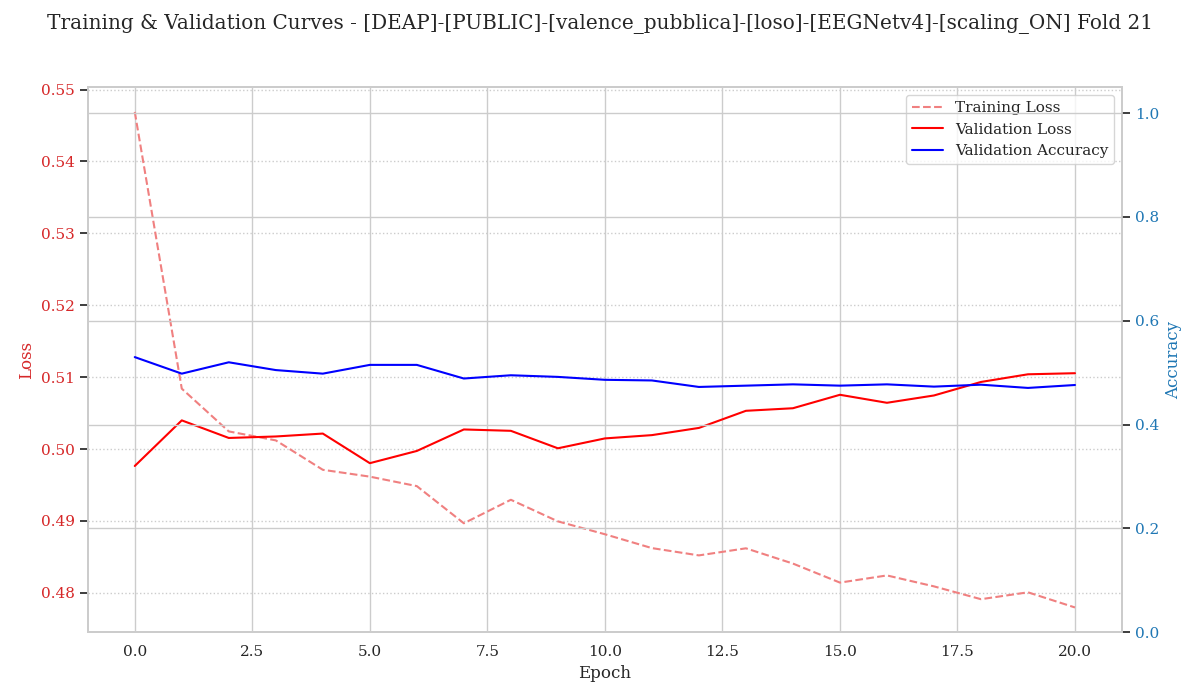 Training & Validation Curves - [DEAP]-[PUBLIC]-[valence_pubblica]-[loso]-[EEGNetv4]-[scaling_ON] Fold 21
Training Loss
Validation Loss
Validation Accuracy
Loss
0.55
0.54
0.53
0.52
0.51
0.50
0.49
0.48
1.0
0.8
0.6
0.4
0.2
0.0
Accuracy
0.0 2.5 5.0 7.5 10.0 12.5 15.0 17.5 20.0
Epoch